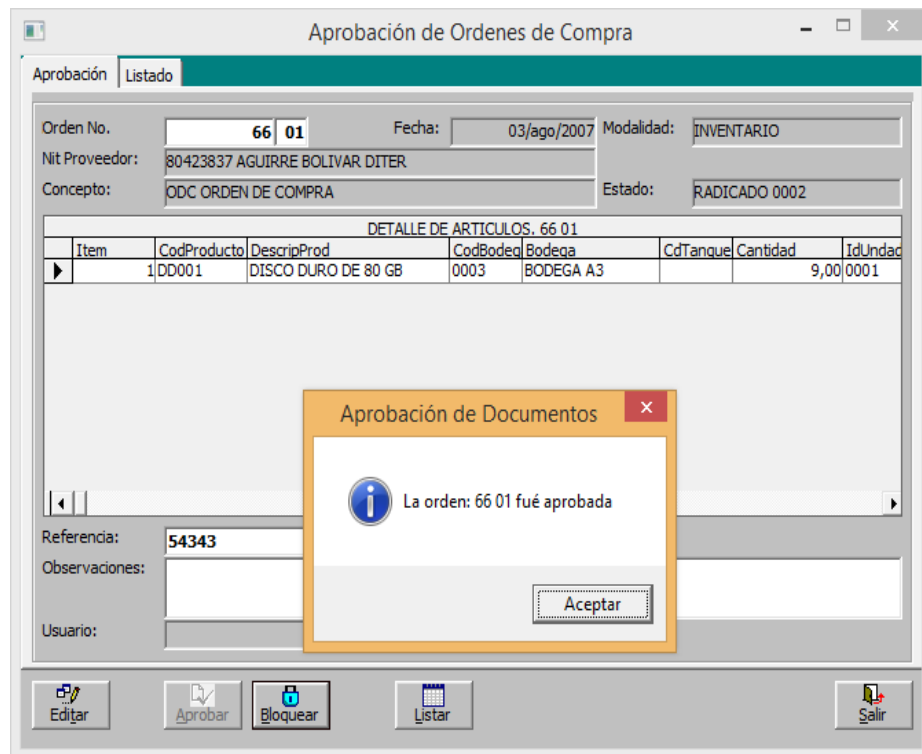 Aprobación de Ordenes de Compra
Aprobación Listado
Orden No. 66 01 Fecha: 03/ago/2007 Modalidad: INVENTARIO
Nit Proveedor: 80423837 AGUIRRE BOLIVAR DITER
Concepto: ODC ORDEN DE COMPRA Estado: RADICADO 0002
DETALLE DE ARTICULOS. 66 01
Item CodProducto DescripProd CodBodeg Bodega CdTanque Cantidad IdUndad
1 DD001 DISCO DURO DE 80 GB 0003 BODEGA A3 9,00 0001
Aprobación de Documentos
La orden: 66 01 fué aprobada
Aceptar
Referencia: 54343
Observaciones:
Usuario:
Editar Aprobar Bloquear Listar Salir